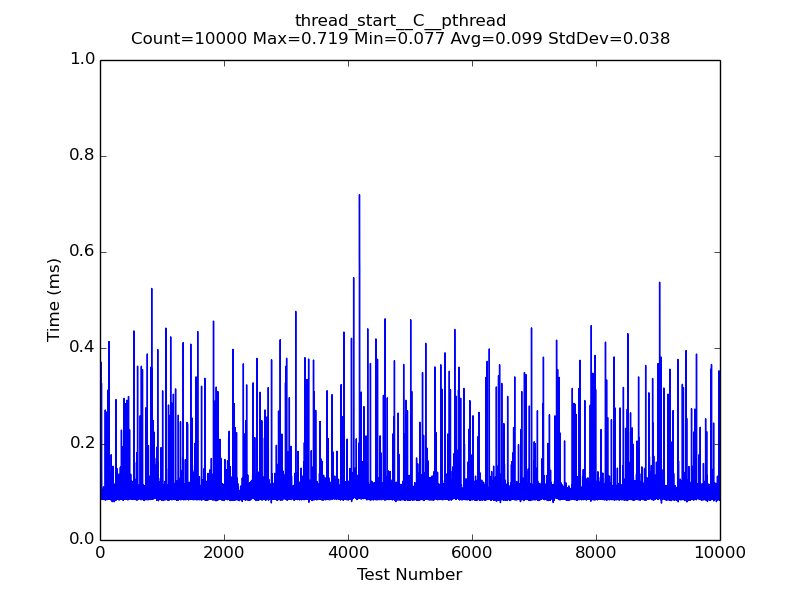 thread_start__C__pthread
Count=10000 Max=0.719 Min=0.077 Avg=0.099 StdDev=0.038
1.0
0.8
0.6
0.4
0.2
0.0
Time (ms)
0 2000 4000 6000 8000 10000
Test Number